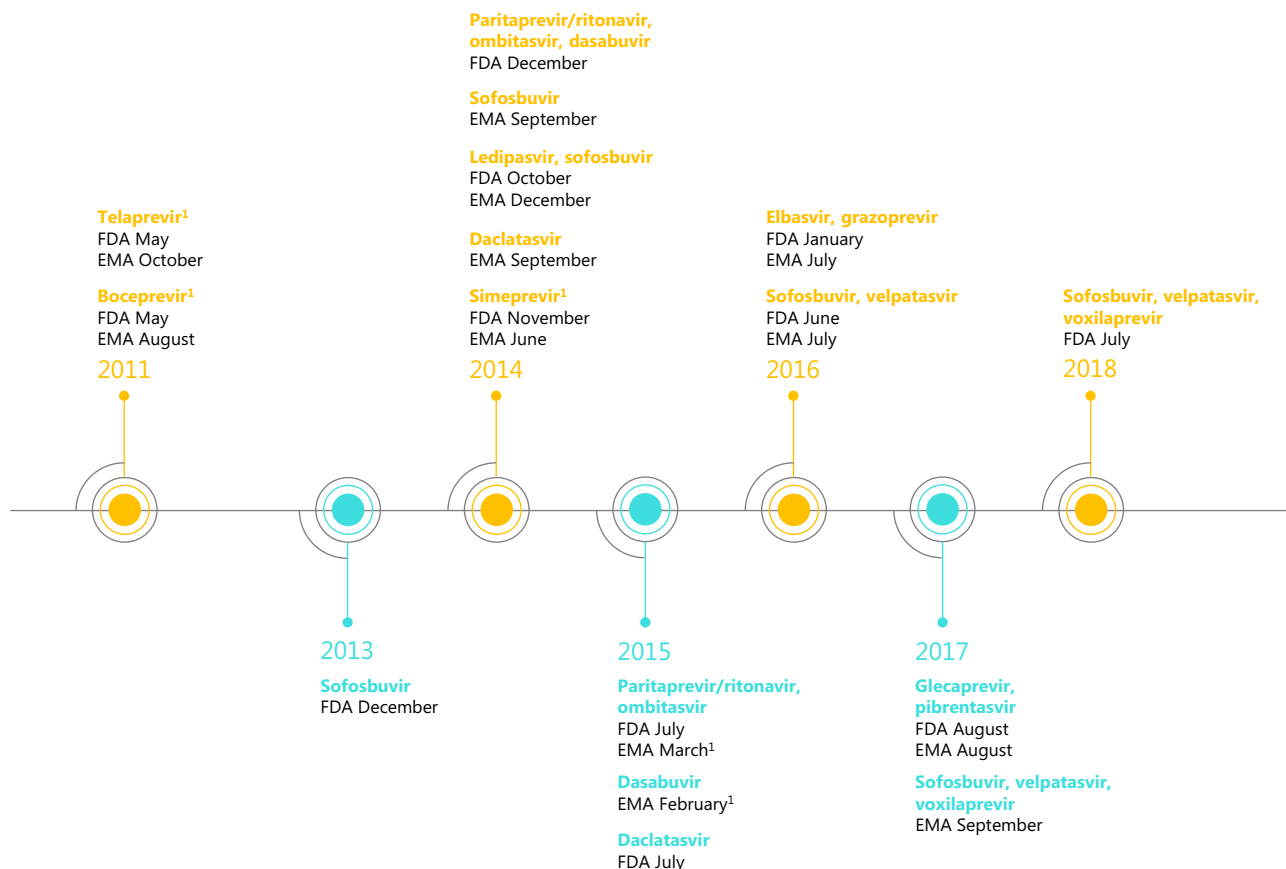 Paritaprevir/ritonavir,
ombitasvir, dasabuvir
FDA December
Sofosbuvir
EMA September
Ledipasvir, sofosbuvir
FDA October
EMA December
Telaprevir¹
FDA May
EMA October
Daclatasvir
EMA September
Elbasvir, grazoprevir
FDA January
EMA July
Boceprevir¹
FDA May
EMA August
2011
Simeprevir¹
FDA November
EMA June
2014
Sofosbuvir, velpatasvir
FDA June
EMA July
2016
Sofosbuvir, velpatasvir,
voxilaprevir
FDA July
2018
2013
Sofosbuvir
FDA December
2015
Paritaprevir/ritonavir,
ombitasvir
FDA July
EMA March¹
Dasabuvir
EMA February¹
Daclatasvir
FDA July
2017
Glecaprevir,
pibrentasvir
FDA August
EMA August
Sofosbuvir, velpatasvir,
voxilaprevir
EMA September